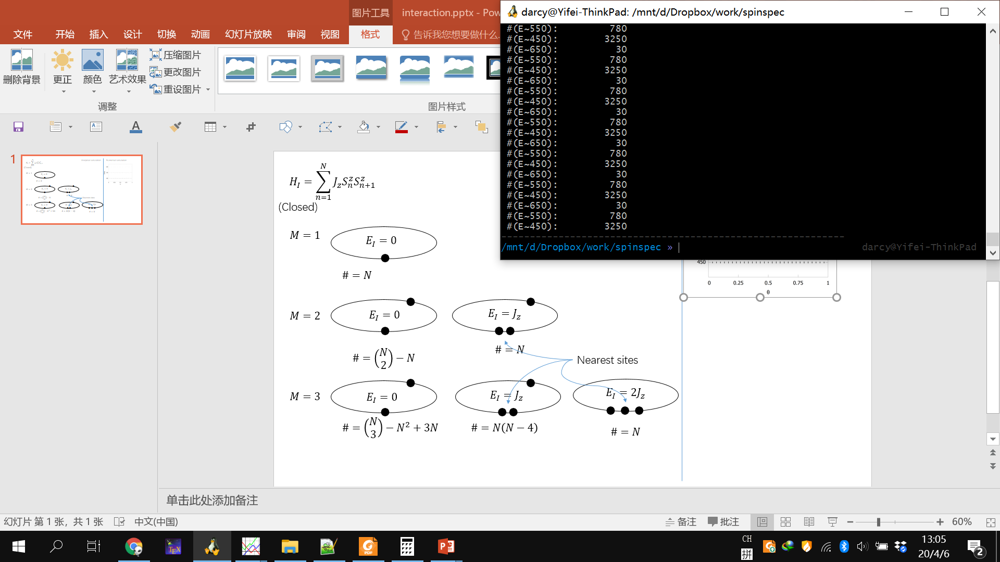 图片工具
interaction.pptx - Pow
文件
开始
插入
设计
切换
动画
幻灯片放映
审阅
视图
格式
告诉我您想要做什么...
删除背景
更正
颜色
艺术效果
压缩图片
更改图片
重设图片
调整
图片样式
darcy@Yifei-ThinkPad: /mnt/d/Dropbox/work/spinspec
#(E~550): 780
#(E~450): 3250
#(E~650): 30
#(E~550): 780
#(E~450): 3250
#(E~650): 30
#(E~550): 780
#(E~450): 3250
#(E~650): 30
#(E~550): 780
#(E~450): 3250
#(E~650): 30
#(E~550): 780
#(E~450): 3250
#(E~650): 30
#(E~550): 780
#(E~450): 3250
#(E~650): 30
#(E~550): 780
#(E~450): 3250
/mnt/d/Dropbox/work/spinspec »
darcy@Yifei-ThinkPad
1
H_I = \sum_{n=1}^{N} J_z S_n^z S_{n+1}^z
(Closed)
M = 1
E_I = 0
# = N
M = 2
E_I = 0
E_I = J_z
# = \binom{N}{2} − N
# = N
Nearest sites
M = 3
E_I = 0
E_I = J_z
E_I = 2J_z
# = \binom{N}{3} − N² + 3N
# = N(N − 4)
# = N
450
0 0.25 0.5 0.75 1
θ
单击此处添加备注
幻灯片 第 1 张，共 1 张
中文(中国)
备注
批注
60%
CH
拼
13:05
20/4/6
2